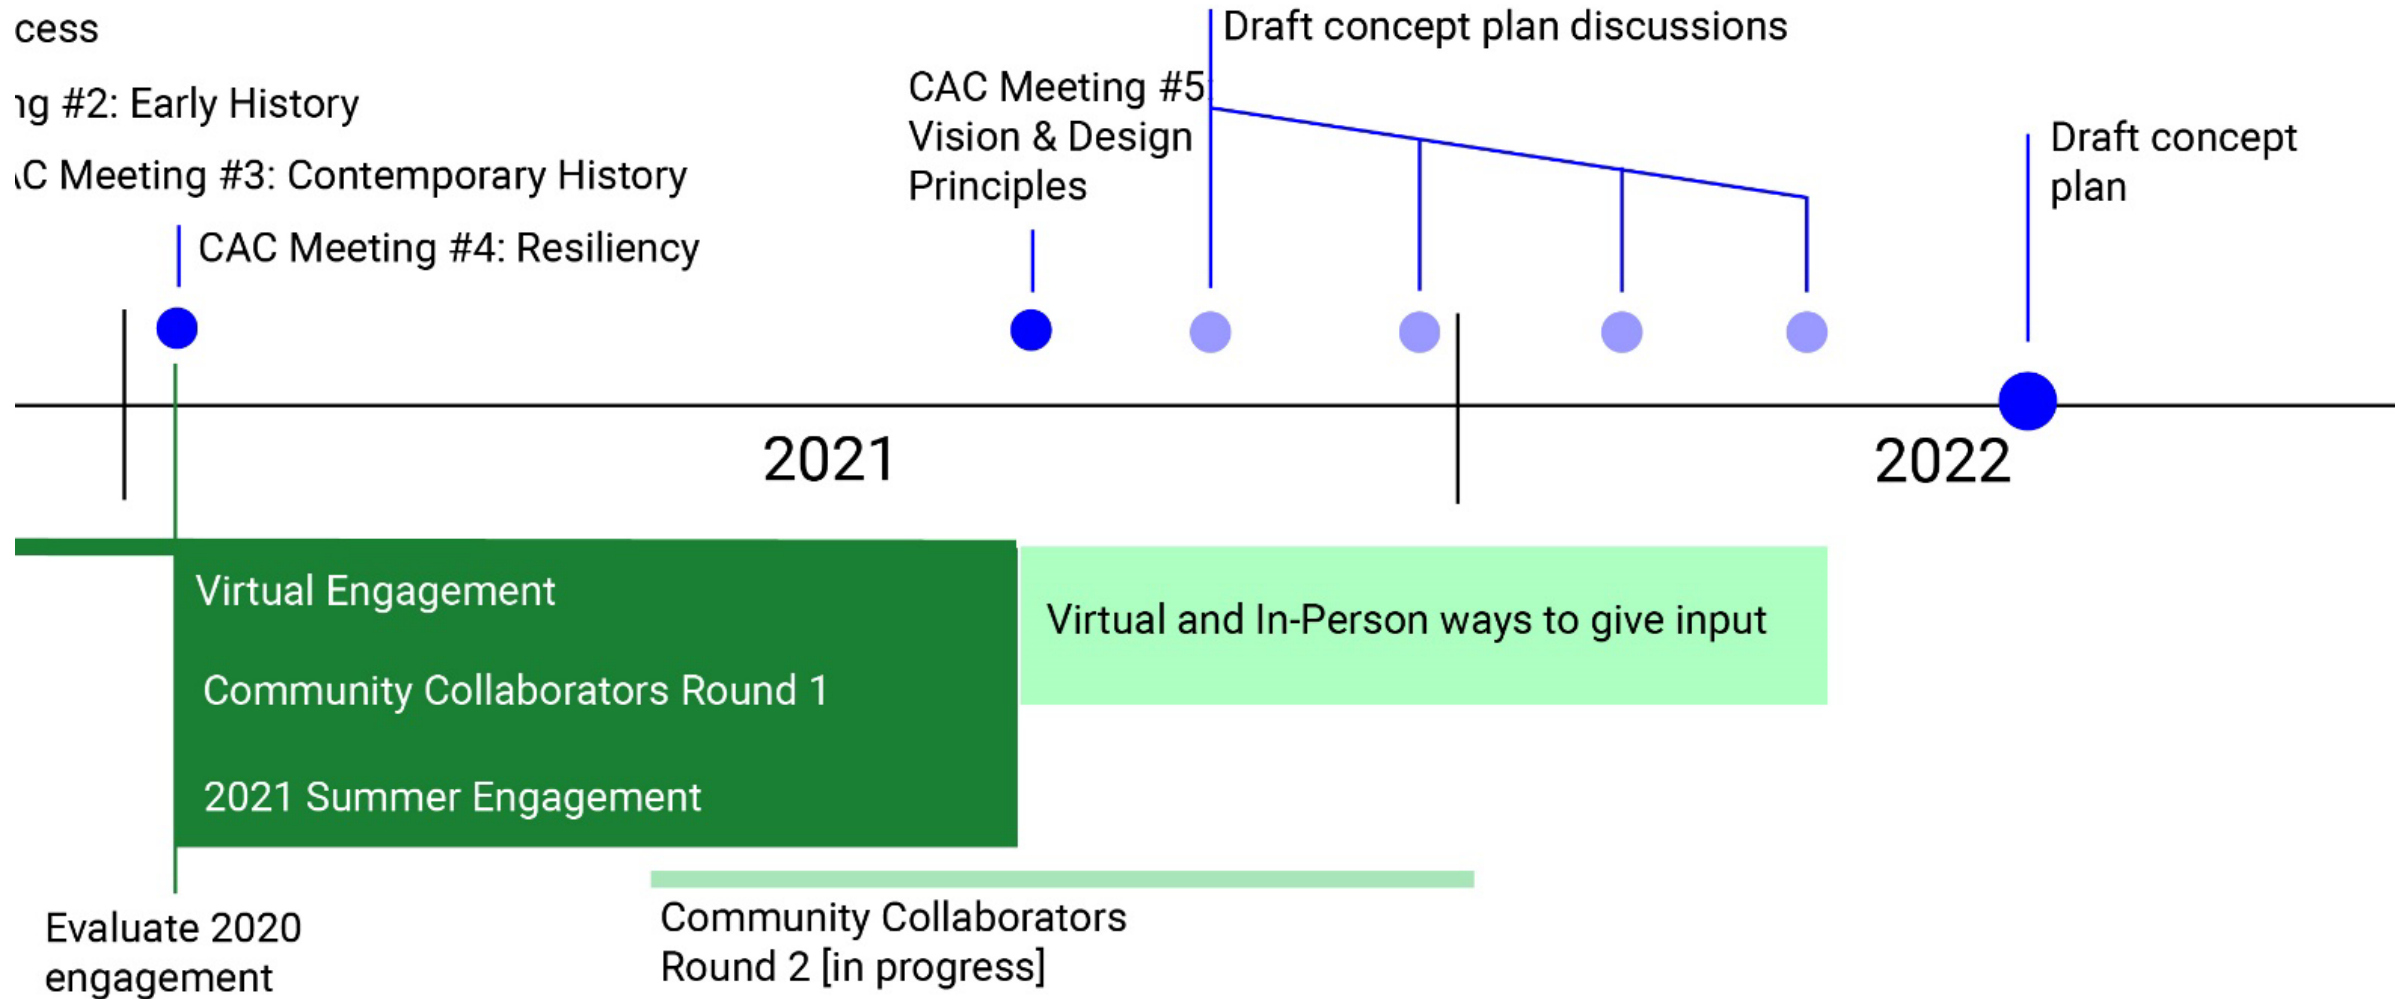 cess
ng #2: Early History
AC Meeting #3: Contemporary History
CAC Meeting #4: Resiliency
CAC Meeting #5:
Vision & Design
Principles
Draft concept plan discussions
Draft concept
plan
2021
2022
Virtual Engagement
Community Collaborators Round 1
2021 Summer Engagement
Virtual and In-Person ways to give input
Evaluate 2020
engagement
Community Collaborators
Round 2 [in progress]